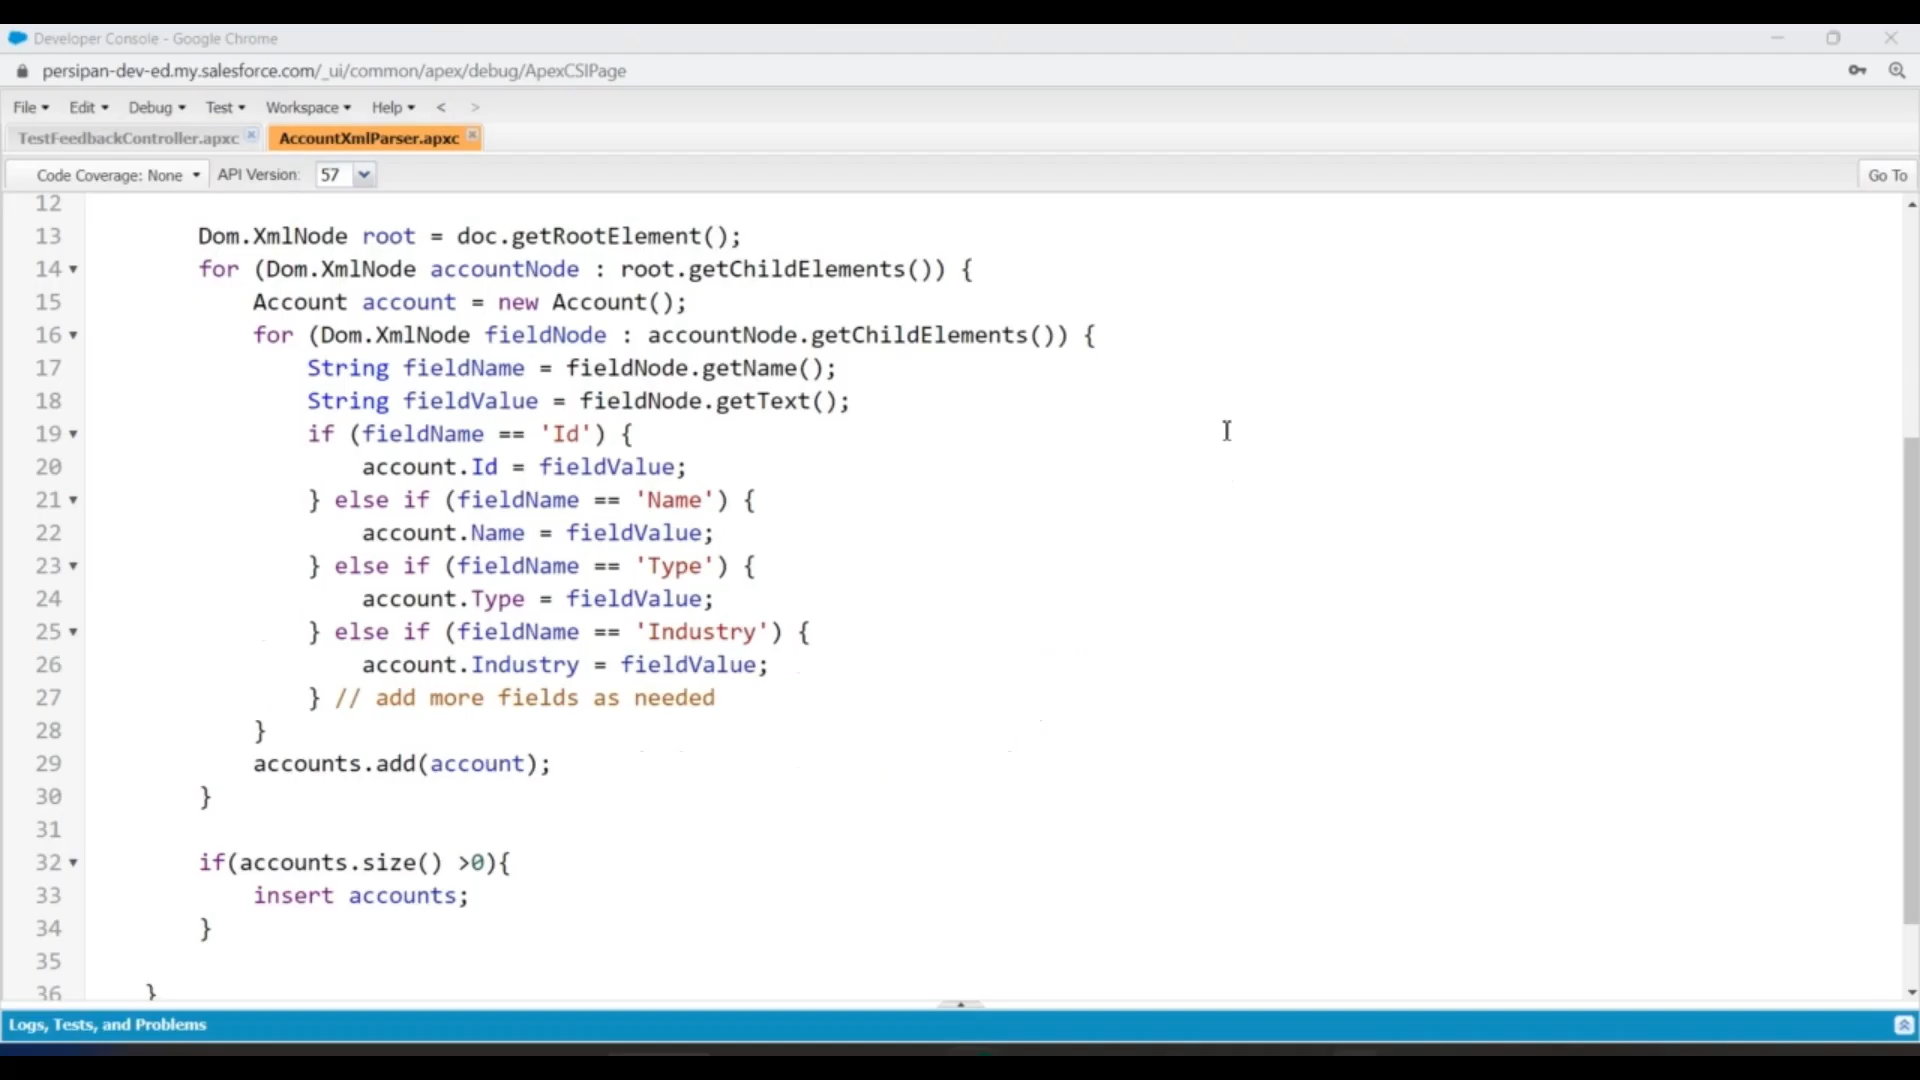 Developer Console - Google Chrome
persipan-dev-ed.my.salesforce.com/_ui/common/apex/debug/ApexCSIPage
File Edit Debug Test Workspace Help < >
TestFeedbackController.apxc AccountXmlParser.apxc
Code Coverage: None API Version: 57 Go To
12
13 Dom.XmlNode root = doc.getRootElement();
14 for (Dom.XmlNode accountNode : root.getChildElements()) {
15 Account account = new Account();
16 for (Dom.XmlNode fieldNode : accountNode.getChildElements()) {
17 String fieldName = fieldNode.getName();
18 String fieldValue = fieldNode.getText();
19 if (fieldName == 'Id') {
20 account.Id = fieldValue;
21 } else if (fieldName == 'Name') {
22 account.Name = fieldValue;
23 } else if (fieldName == 'Type') {
24 account.Type = fieldValue;
25 } else if (fieldName == 'Industry') {
26 account.Industry = fieldValue;
27 } // add more fields as needed
28 }
29 accounts.add(account);
30 }
31
32 if(accounts.size() >0){
33 insert accounts;
34 }
35
36 }
Logs, Tests, and Problems